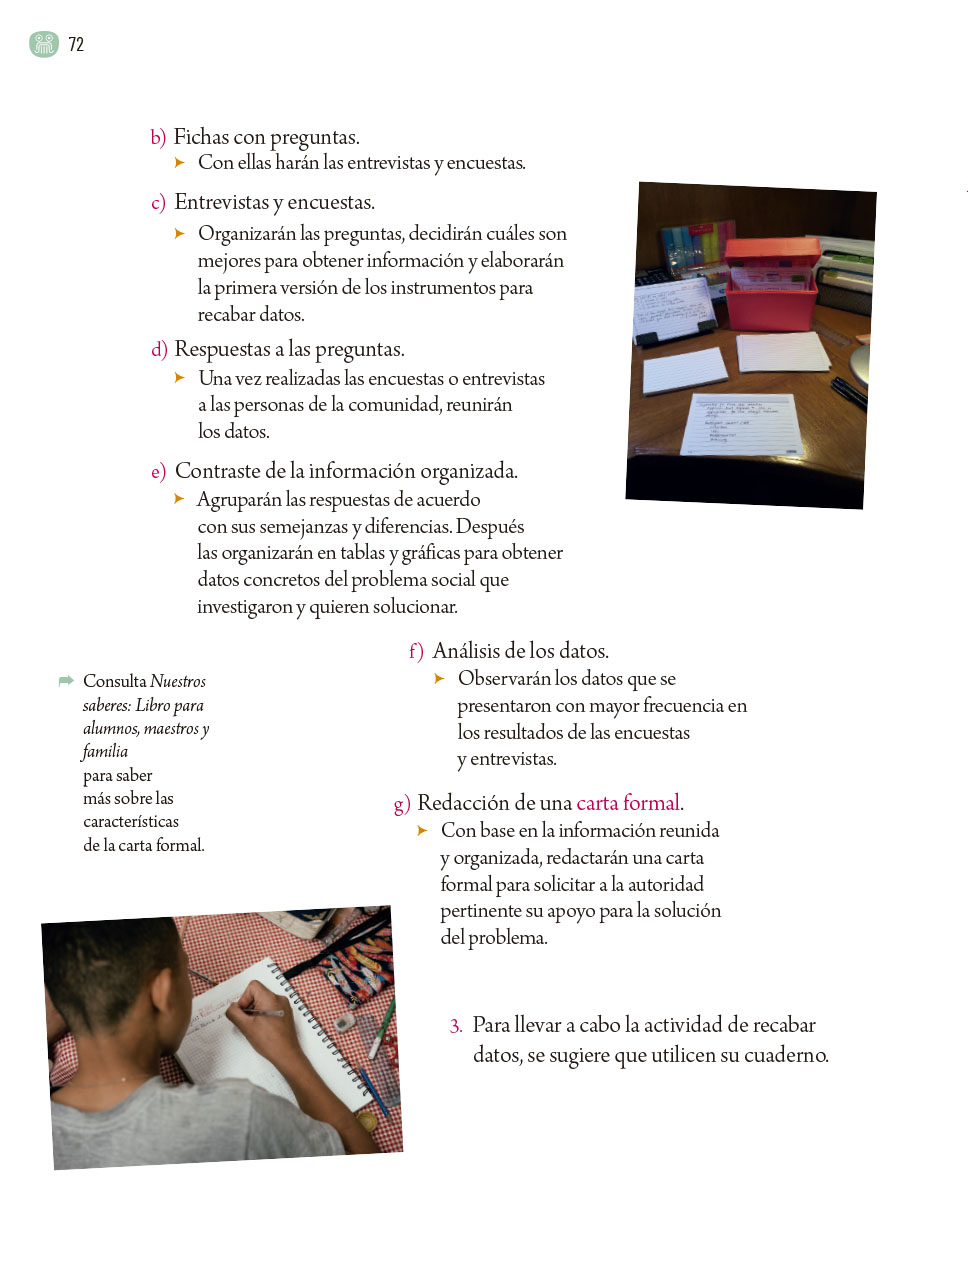 72
b) Fichas con preguntas.
➤ Con ellas harán las entrevistas y encuestas.
c) Entrevistas y encuestas.
➤ Organizarán las preguntas, decidirán cuáles son
mejores para obtener información y elaborarán
la primera versión de los instrumentos para
recabar datos.
d) Respuestas a las preguntas.
➤ Una vez realizadas las encuestas o entrevistas
a las personas de la comunidad, reunirán
los datos.
e) Contraste de la información organizada.
➤ Agruparán las respuestas de acuerdo
con sus semejanzas y diferencias. Después
las organizarán en tablas y gráficas para obtener
datos concretos del problema social que
investigaron y quieren solucionar.
f) Análisis de los datos.
➤ Observarán los datos que se
presentaron con mayor frecuencia en
los resultados de las encuestas
y entrevistas.
Consulta Nuestros
saberes: Libro para
alumnos, maestros y
familia
para saber
más sobre las
características
de la carta formal.
g) Redacción de una carta formal.
➤ Con base en la información reunida
y organizada, redactarán una carta
formal para solicitar a la autoridad
pertinente su apoyo para la solución
del problema.
3. Para llevar a cabo la actividad de recabar
datos, se sugiere que utilicen su cuaderno.